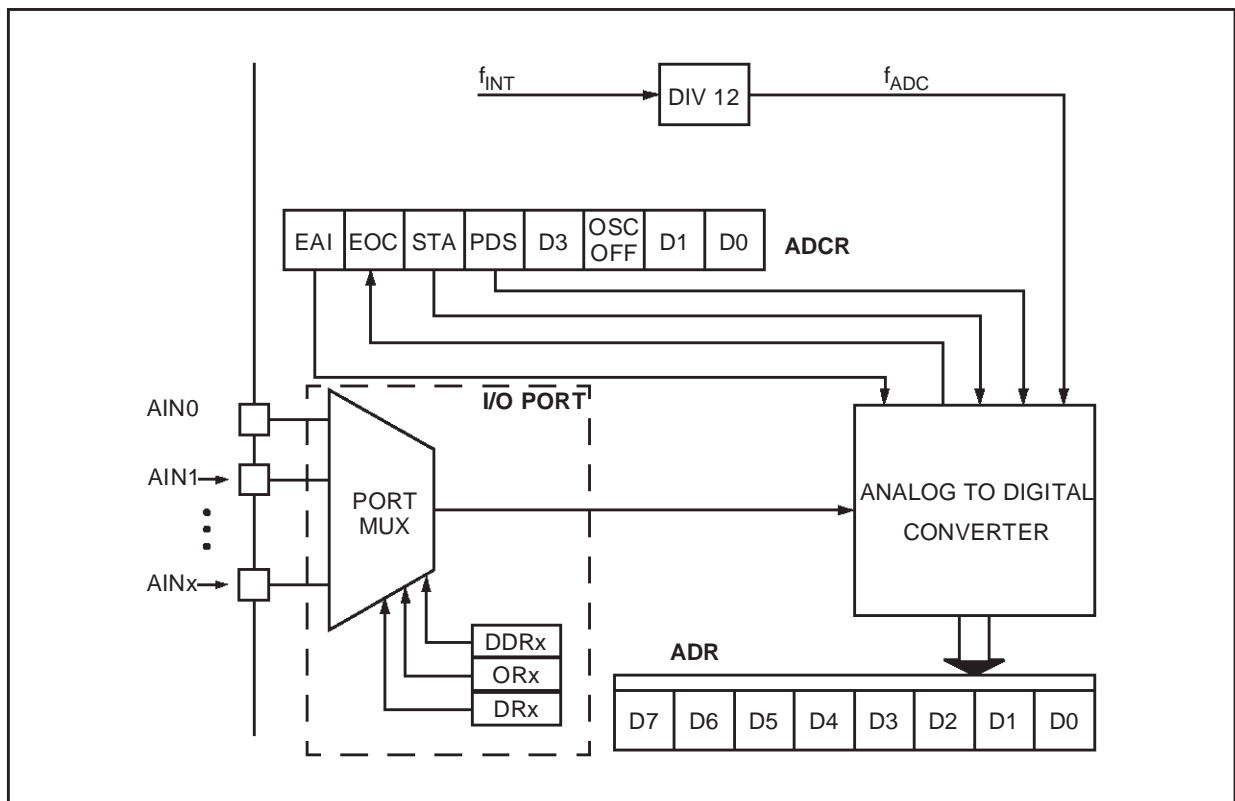 fINT DIV 12 fADC
EAI EOC STA PDS D3 OSC OFF D1 D0 ADCR
I/O PORT
AIN0
AIN1
AINx
PORT
MUX
ANALOG TO DIGITAL
CONVERTER
DDRx
ORx
DRx
ADR
D7 D6 D5 D4 D3 D2 D1 D0